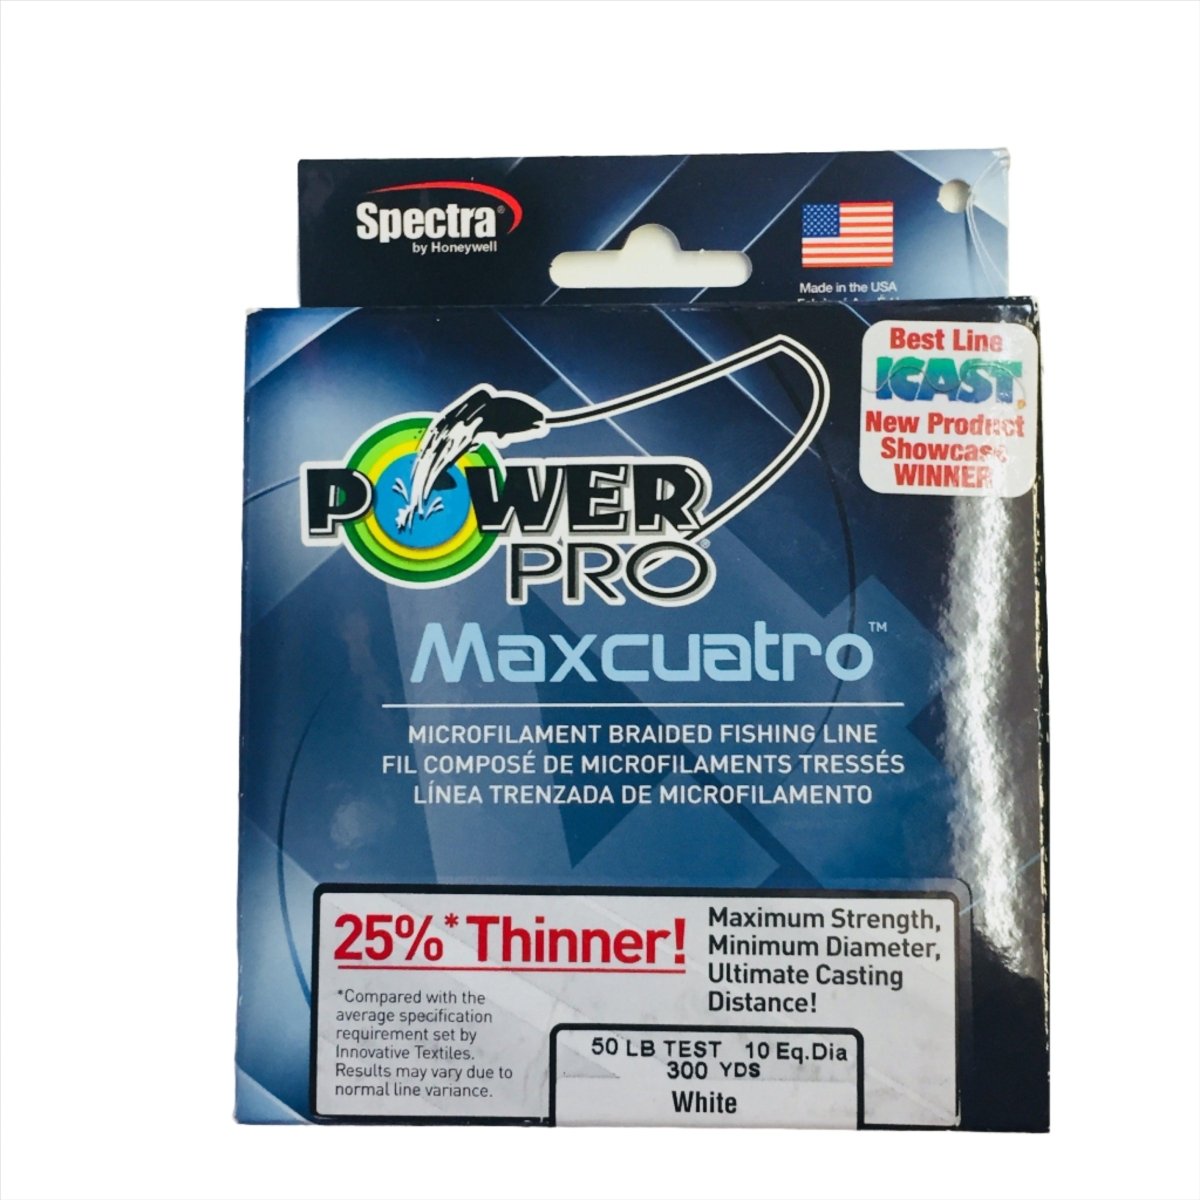 Spectra®
by Honeywell
Made in the USA
Best Line
ICAST
New Product
Showcase
WINNER
POWER
PRO®
Maxcuatro™
MICROFILAMENT BRAIDED FISHING LINE
FIL COMPOSÉ DE MICROFILAMENTS TRESSÉS
LÍNEA TRENZADA DE MICROFILAMENTO
25%* Thinner!
Maximum Strength,
Minimum Diameter,
Ultimate Casting
Distance!
*Compared with the
average specification
requirement set by
Innovative Textiles.
Results may vary due to
normal line variance.
50 LB TEST 10 Eq.Dia
300 YDS
White